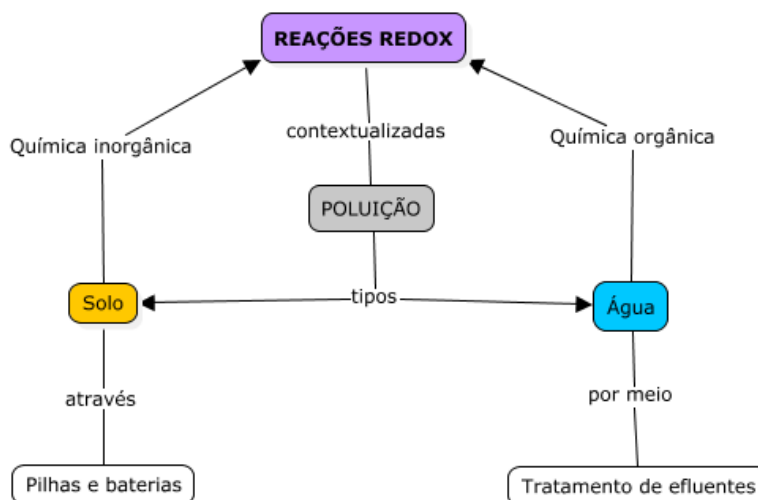 REAÇÕES REDOX
contextualizadas
Química inorgânica
Química orgânica
POLUIÇÃO
tipos
Solo
Água
através
por meio
Pilhas e baterias
Tratamento de efluentes